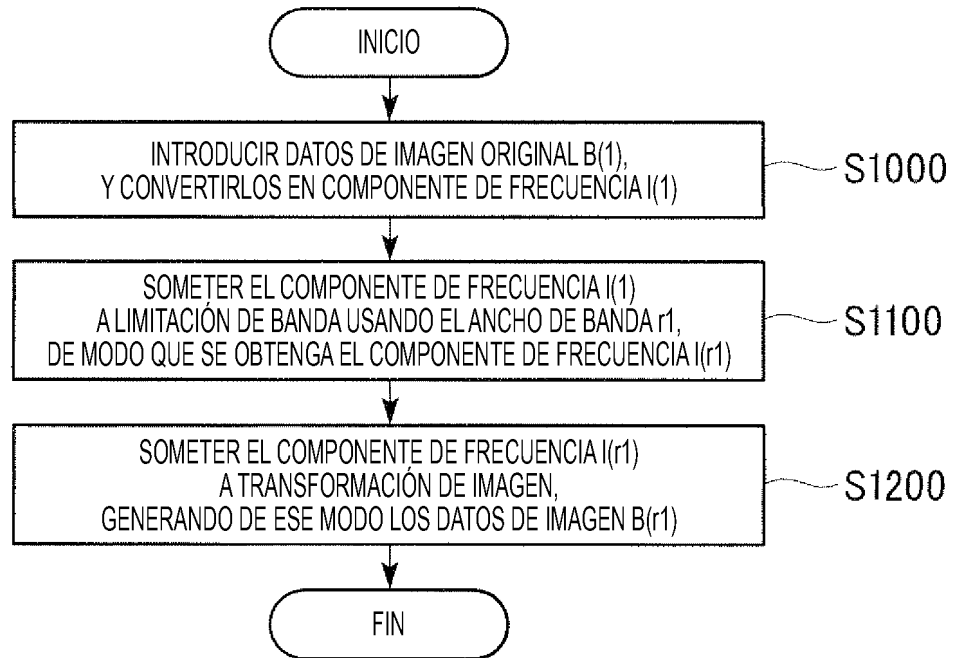 INICIO
INTRODUCIR DATOS DE IMAGEN ORIGINAL B(1),
Y CONVERTIRLOS EN COMPONENTE DE FRECUENCIA I(1)
S1000
SOMETER EL COMPONENTE DE FRECUENCIA I(1)
A LIMITACIÓN DE BANDA USANDO EL ANCHO DE BANDA r1,
DE MODO QUE SE OBTENGA EL COMPONENTE DE FRECUENCIA I(r1)
S1100
SOMETER EL COMPONENTE DE FRECUENCIA I(r1)
A TRANSFORMACIÓN DE IMAGEN,
GENERANDO DE ESE MODO LOS DATOS DE IMAGEN B(r1)
S1200
FIN